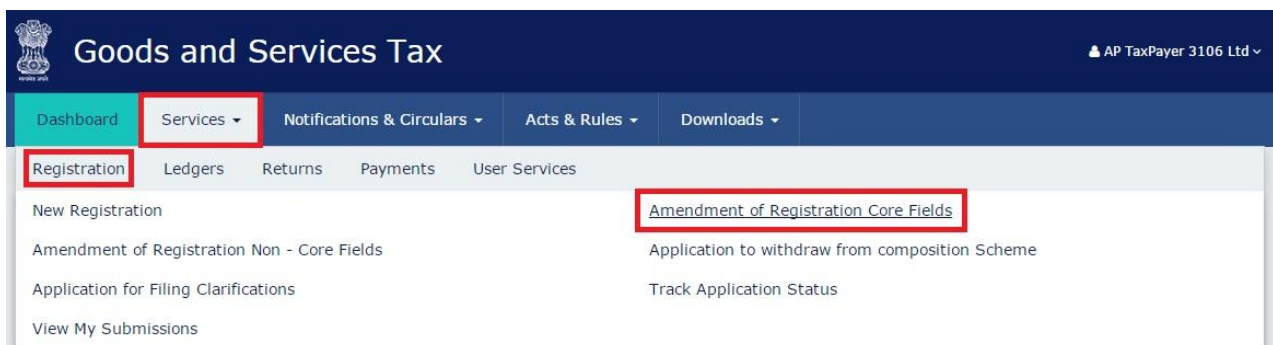 Goods and Services Tax
AP TaxPayer 3106 Ltd
Dashboard Services Notifications & Circulars Acts & Rules Downloads
Registration Ledgers Returns Payments User Services
New Registration Amendment of Registration Core Fields
Amendment of Registration Non - Core Fields Application to withdraw from composition Scheme
Application for Filing Clarifications Track Application Status
View My Submissions